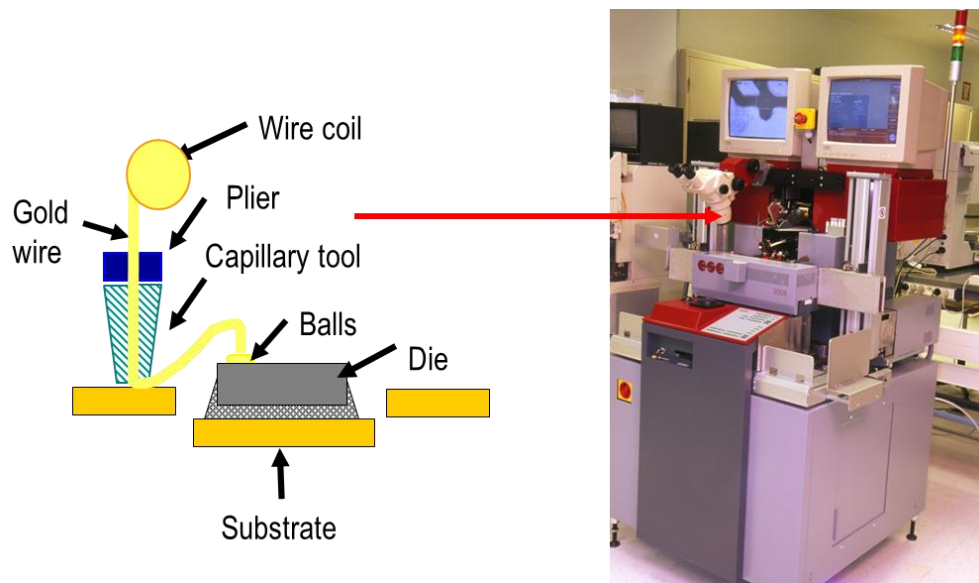 Wire coil
Gold
wire
Plier
Capillary tool
Balls
Die
Substrate